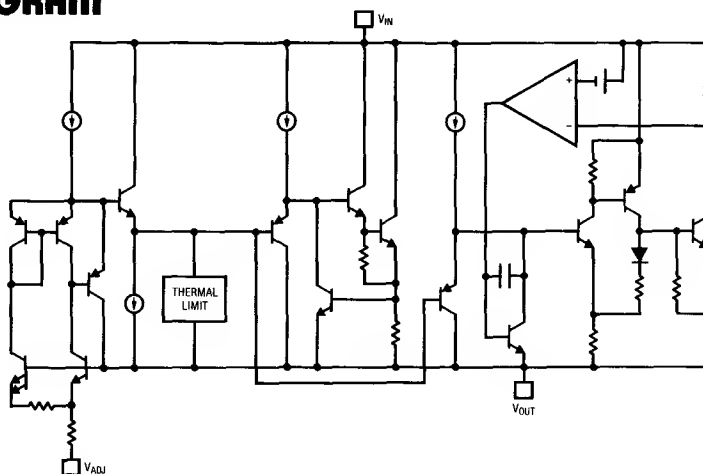 GRAM
VIN
+
−
THERMAL
LIMIT
VOUT
VADJ